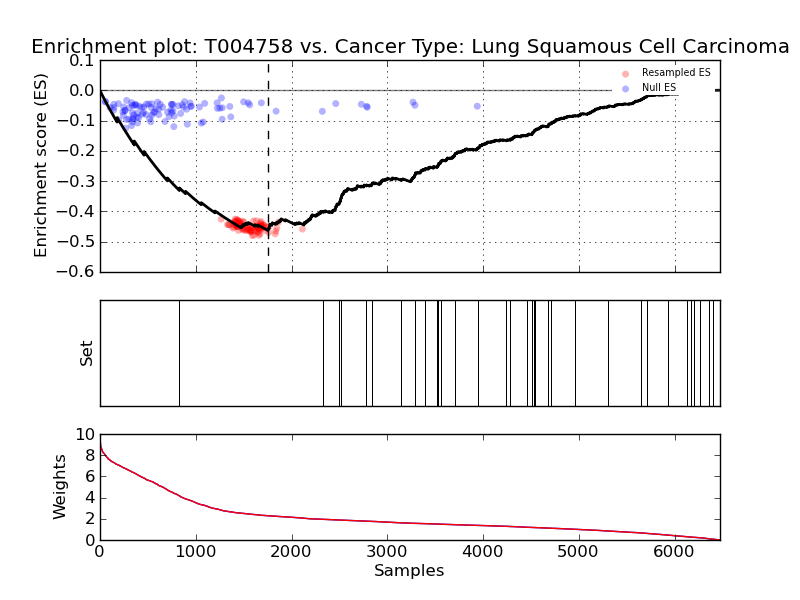 Enrichment plot: T004758 vs. Cancer Type: Lung Squamous Cell Carcinoma
Enrichment score (ES)
0.1
0.0
−0.1
−0.2
−0.3
−0.4
−0.5
−0.6
Resampled ES
Null ES
Set
Weights
10
8
6
4
2
0
0 1000 2000 3000 4000 5000 6000
Samples